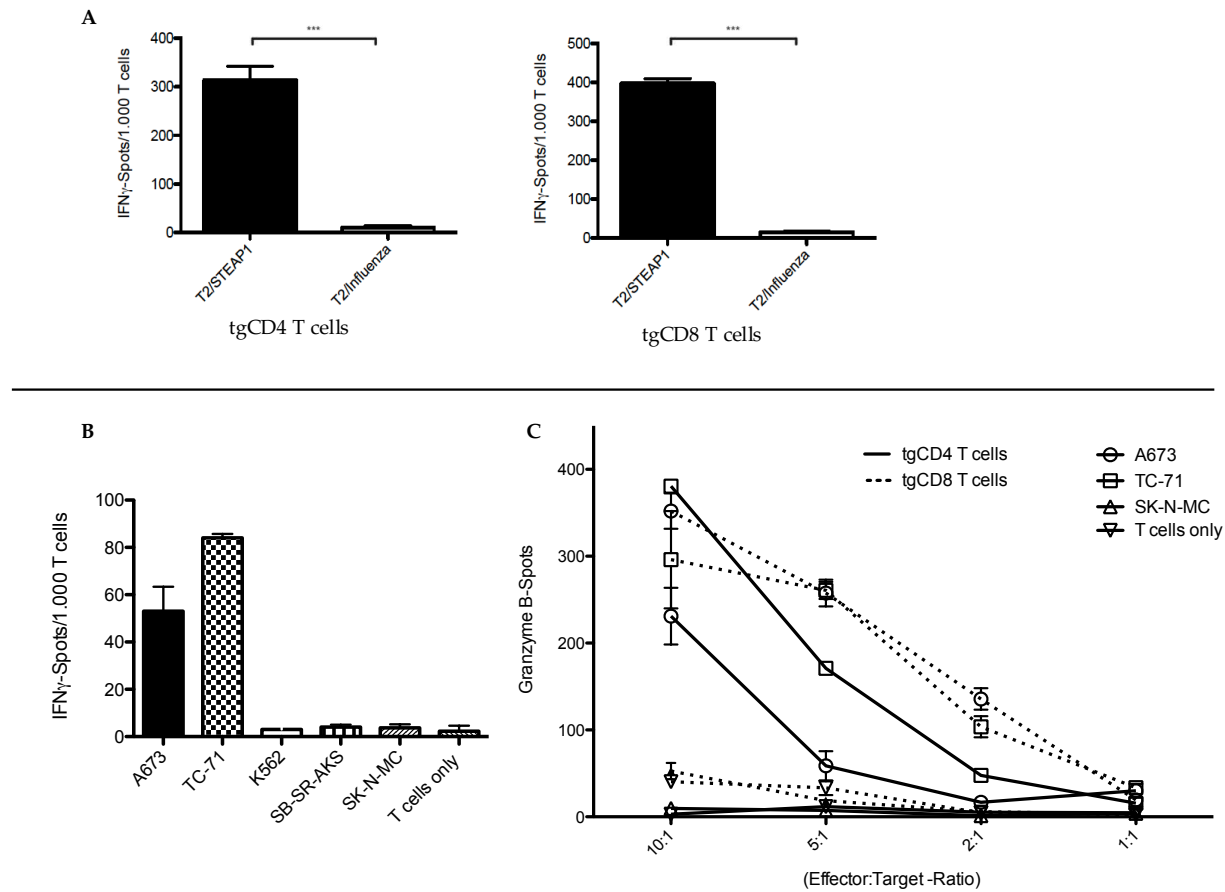 A
***
400
300
200
100
0
IFNγ-Spots/1.000 T cells
T2/STEAP1
T2/Influenza
tgCD4 T cells
***
500
400
300
200
100
0
IFNγ-Spots/1.000 T cells
T2/STEAP1
T2/Influenza
tgCD8 T cells
B
100
80
60
40
20
0
IFNγ-Spots/1.000 T cells
A673
TC-71
K562
SB-SR-AKS
SK-N-MC
T cells only
C
tgCD4 T cells
tgCD8 T cells
A673
TC-71
SK-N-MC
T cells only
400
300
200
100
0
Granzyme B-Spots
10:1
5:1
2:1
1:1
(Effector:Target -Ratio)